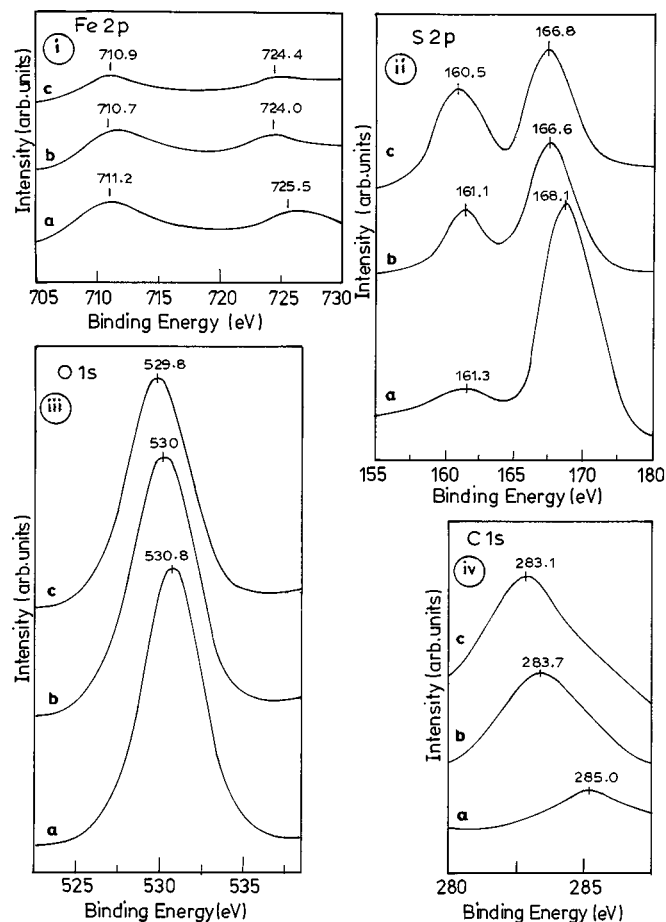 i
Fe 2p
710.9
724.4
c
710.7
724.0
b
711.2
725.5
a
Intensity (arb.units)
705 710 715 720 725 730
Binding Energy (eV)
S 2p
ii
166.8
160.5
c
166.6
161.1
b
168.1
161.3
a
Intensity (arb.units)
155 160 165 170 175 180
Binding Energy (eV)
O 1s
iii
529.8
c
530
b
530.8
a
Intensity (arb.units)
525 530 535
Binding Energy (eV)
C 1s
iv
283.1
c
283.7
b
285.0
a
Intensity (arb.units)
280 285
Binding Energy (eV)